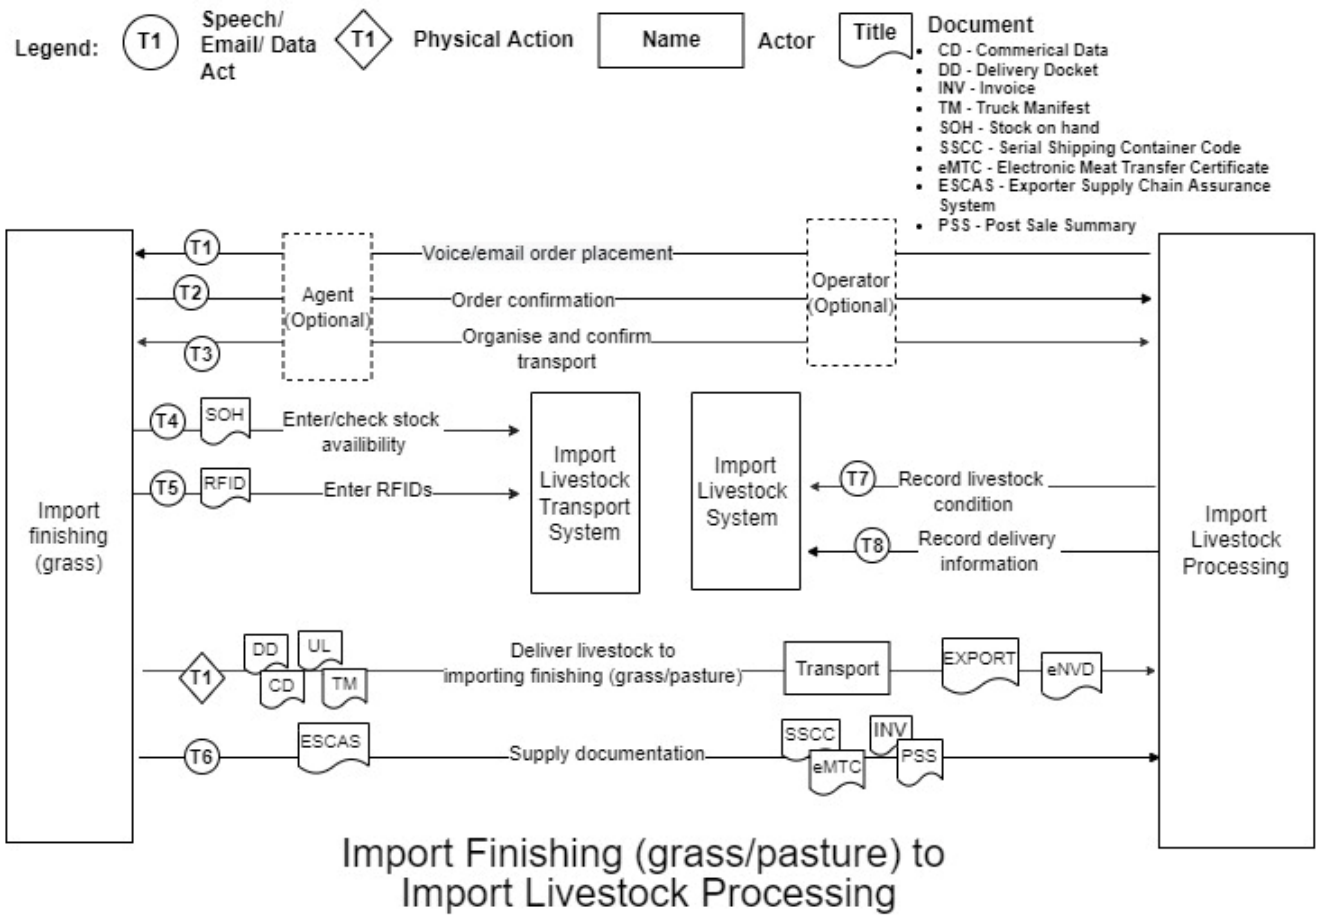 Legend:
T1
Speech/
Email/ Data
Act
T1
Physical Action
Name
Actor
Title
Document
• CD - Commerical Data
• DD - Delivery Docket
• INV - Invoice
• TM - Truck Manifest
• SOH - Stock on hand
• SSCC - Serial Shipping Container Code
• eMTC - Electronic Meat Transfer Certificate
• ESCAS - Exporter Supply Chain Assurance
System
• PSS - Post Sale Summary
T1
Voice/email order placement
T2
Order confirmation
T3
Organise and confirm
transport
Agent
(Optional)
Operator
(Optional)
T4
SOH
Enter/check stock
availibility
T5
RFID
Enter RFIDs
Import
Livestock
Transport
System
Import
Livestock
System
T7
Record livestock
condition
T8
Record delivery
information
Import
finishing
(grass)
Import
Livestock
Processing
T1
DD
UL
CD
TM
Deliver livestock to
importing finishing (grass/pasture)
Transport
EXPORT
eNVD
T6
ESCAS
Supply documentation
SSCC
INV
eMTC
PSS
Import Finishing (grass/pasture) to
Import Livestock Processing